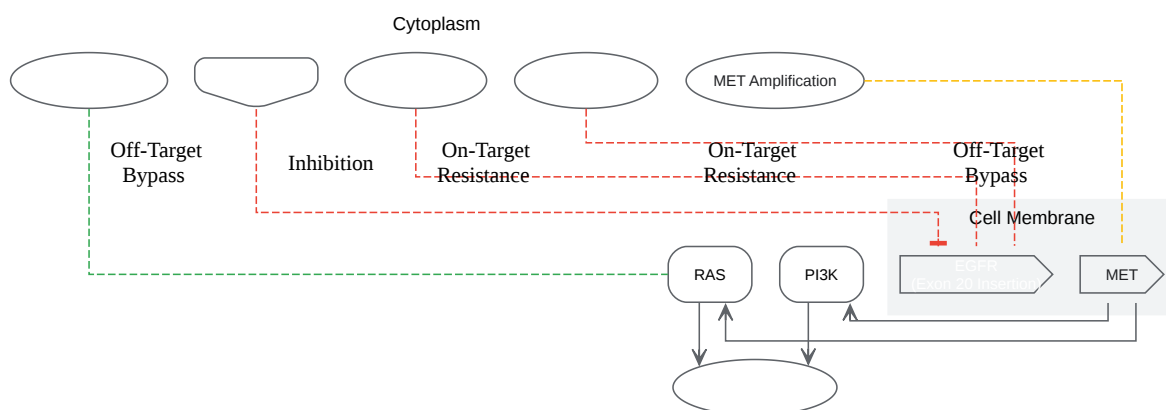 Cytoplasm
MET Amplification
Off-Target
Bypass
Inhibition
On-Target
Resistance
On-Target
Resistance
Off-Target
Bypass
Cell Membrane
RAS
PI3K
EGFR
(Exon 20 Insertion)
MET